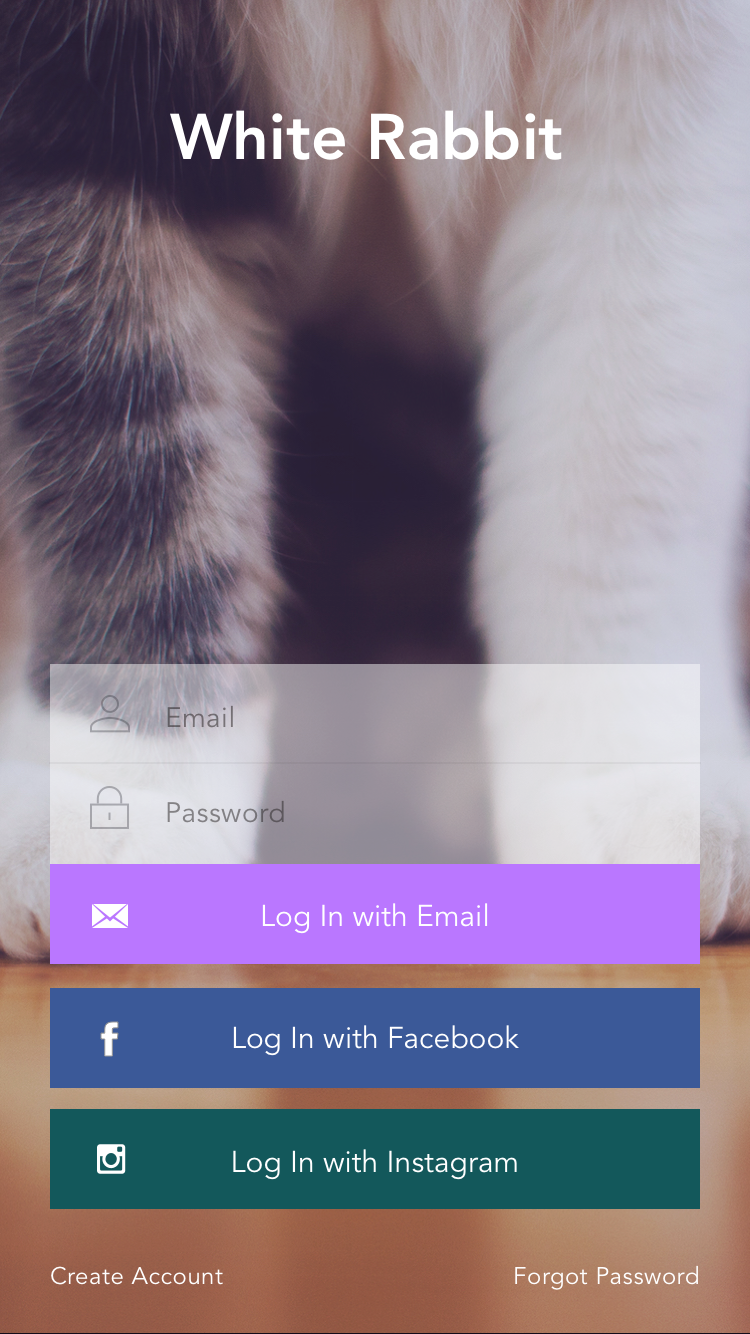 White Rabbit
Email
Password
Log In with Email
Log In with Facebook
Log In with Instagram
Create Account
Forgot Password